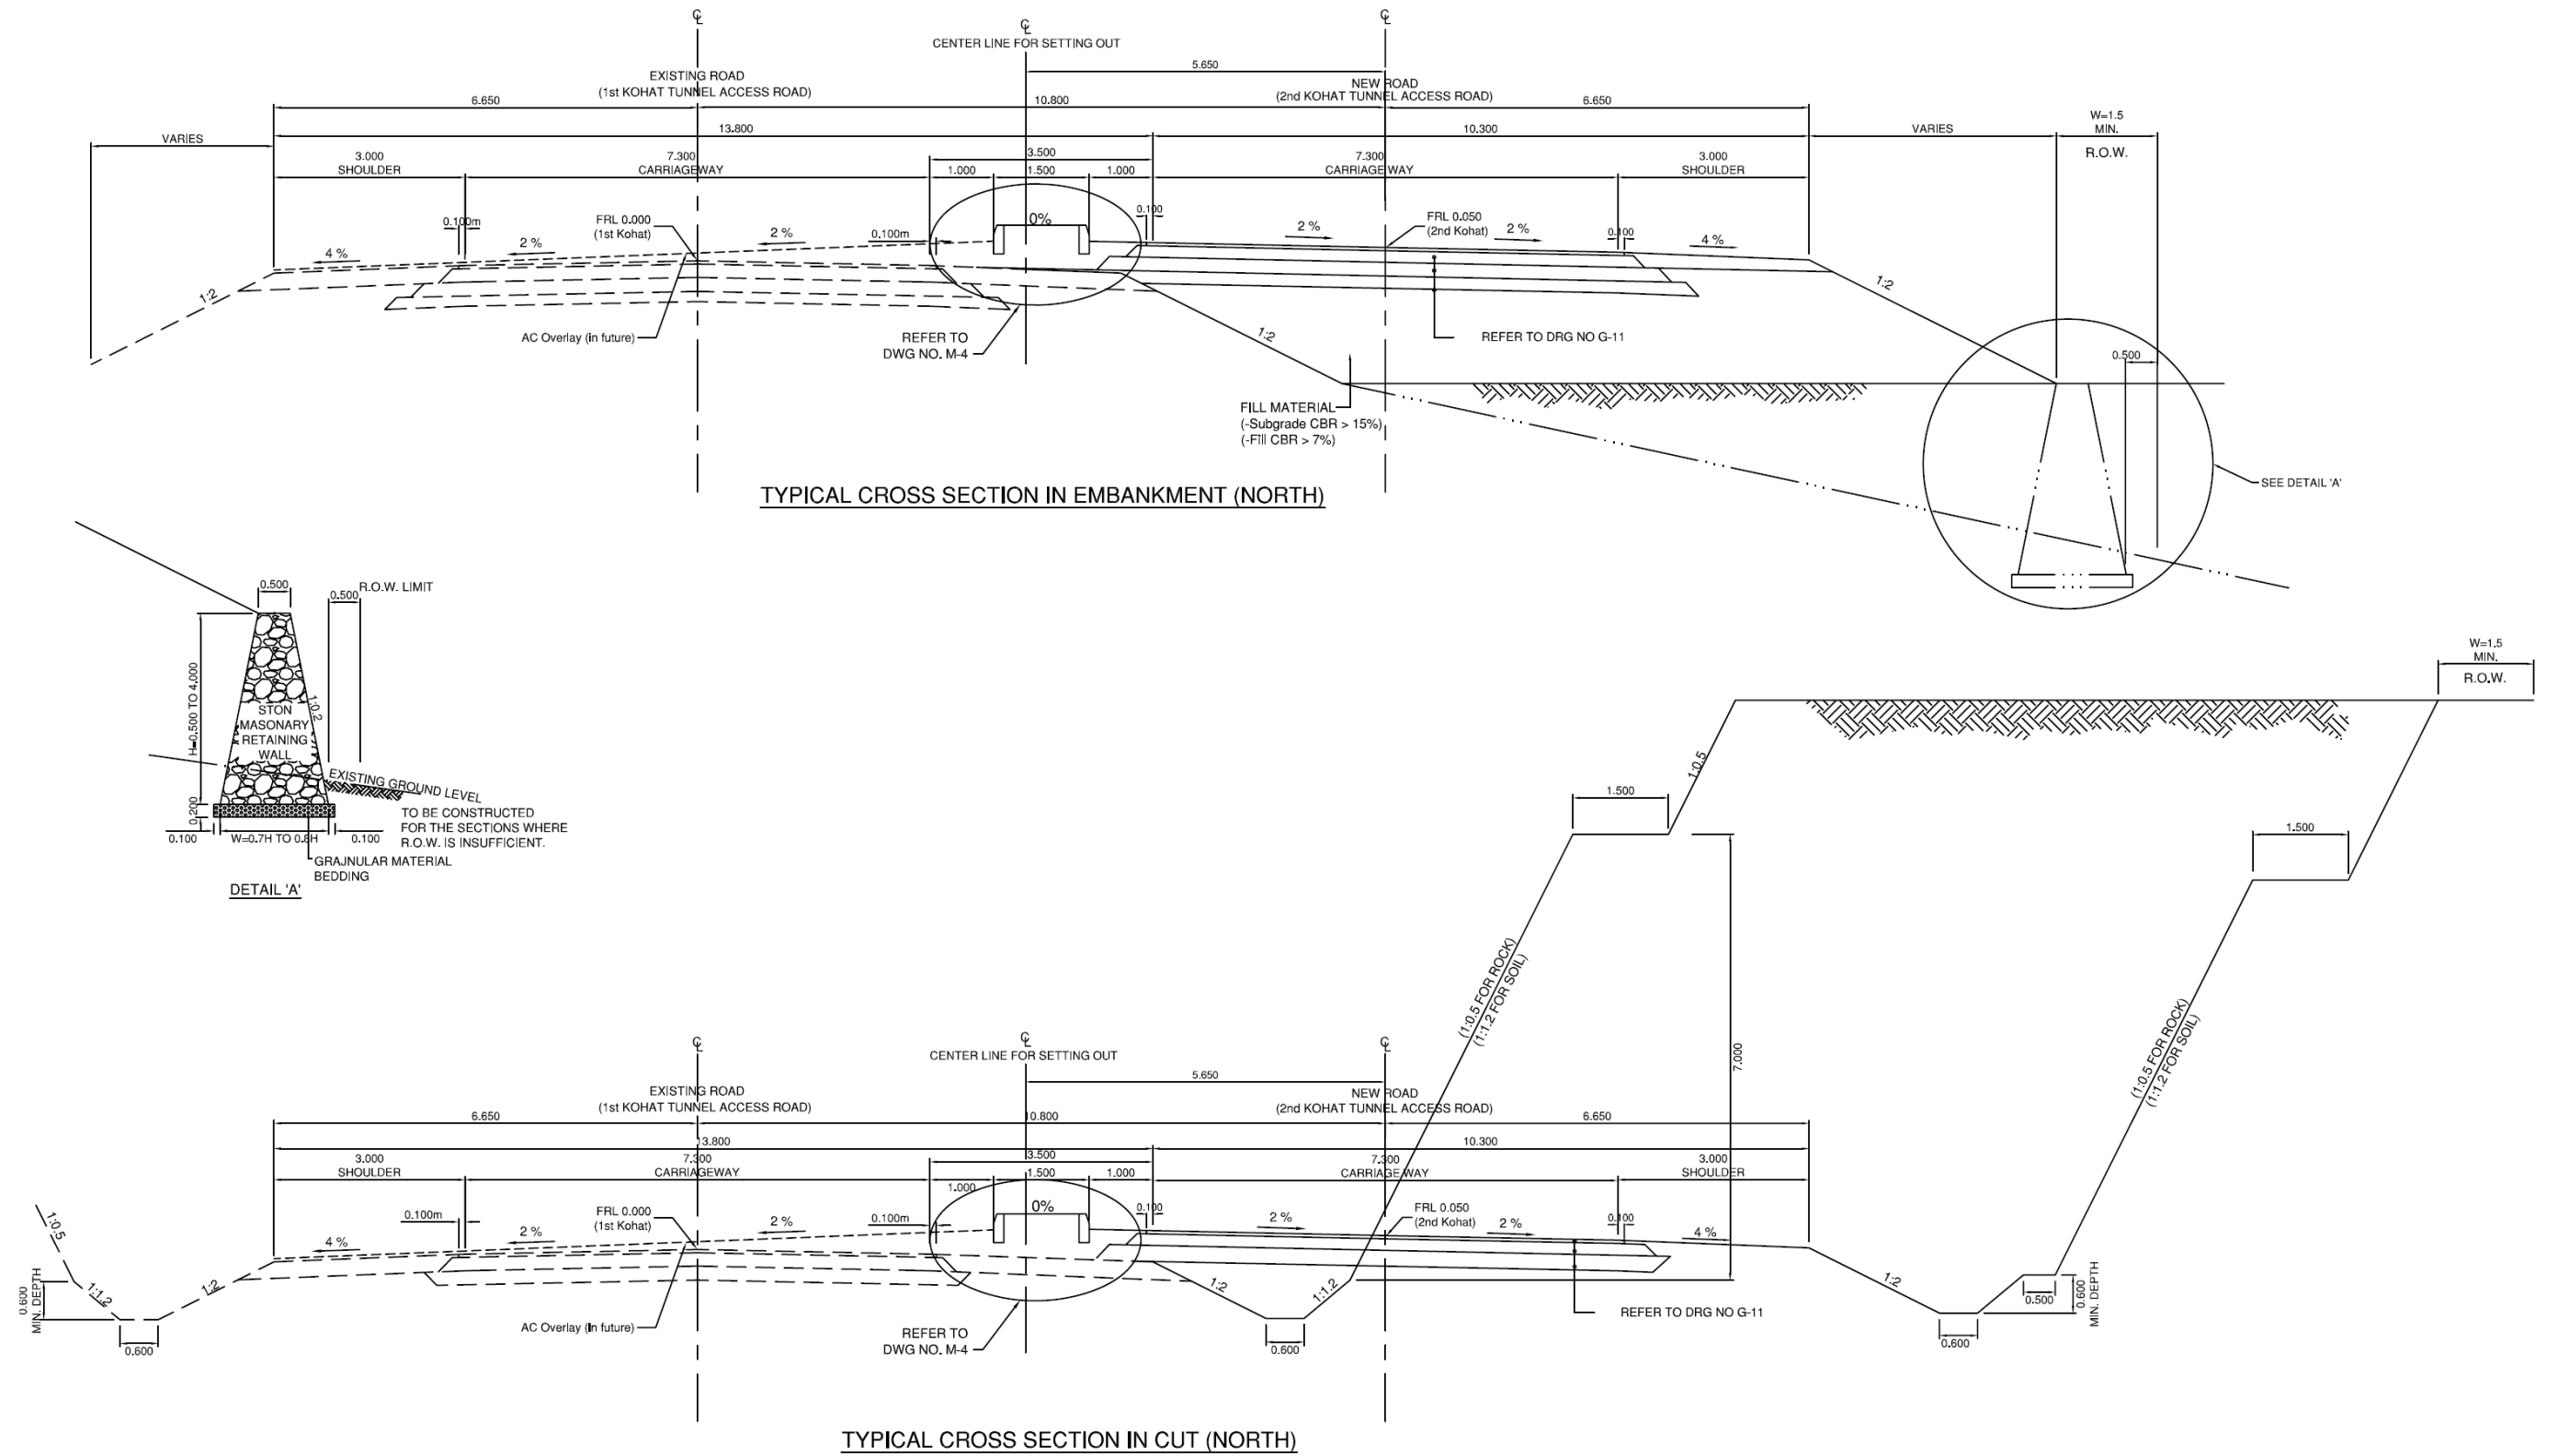 ℄
℄
℄
CENTER LINE FOR SETTING OUT
5.650
EXISTING ROAD
(1st KOHAT TUNNEL ACCESS ROAD)
NEW ROAD
(2nd KOHAT TUNNEL ACCESS ROAD)
6.650
10.800
6.650
W=1.5
MIN.
R.O.W.
VARIES
13.800
10.300
VARIES
3.000
SHOULDER
7.300
CARRIAGEWAY
3.500
1.000
1.500
1.000
7.300
CARRIAGE WAY
3.000
SHOULDER
0.100m
FRL 0.000
(1st Kohat)
2 %
0.100m
0%
0.100
2 %
FRL 0.050
(2nd Kohat)
2 %
0.100
4 %
4 %
2 %
1:2
1:2
1:2
AC Overlay (in future)
REFER TO
DWG NO. M-4
REFER TO DRG NO G-11
0.500
FILL MATERIAL
(-Subgrade CBR > 15%)
(-Fill CBR > 7%)
SEE DETAIL 'A'
TYPICAL CROSS SECTION IN EMBANKMENT (NORTH)
0.500
0.500
R.O.W. LIMIT
H=0.500 TO 4.000
1:0.2
STON
MASONARY
RETAINING
WALL
EXISTING GROUND LEVEL
0.200
TO BE CONSTRUCTED
FOR THE SECTIONS WHERE
R.O.W. IS INSUFFICIENT.
0.100
W=0.7H TO 0.8H
0.100
GRAJNULAR MATERIAL
BEDDING
DETAIL 'A'
W=1.5
MIN.
R.O.W.
1:0.5
1.500
1.500
(1:0.5 FOR ROCK)
(1:1.2 FOR SOIL)
7.000
(1:0.5 FOR ROCK)
(1:1.2 FOR SOIL)
℄
℄
℄
CENTER LINE FOR SETTING OUT
5.650
EXISTING ROAD
(1st KOHAT TUNNEL ACCESS ROAD)
NEW ROAD
(2nd KOHAT TUNNEL ACCESS ROAD)
6.650
10.800
6.650
13.800
10.300
3.000
SHOULDER
7.300
CARRIAGEWAY
3.500
1.000
1.500
1.000
7.300
CARRIAGE WAY
3.000
SHOULDER
0.100m
FRL 0.000
(1st Kohat)
2 %
0.100m
0%
0.100
2 %
FRL 0.050
(2nd Kohat)
2 %
0.100
4 %
4 %
2 %
1:0.5
1:1.2
1:2
0.600
MIN. DEPTH
0.600
1:2
1:1.2
0.600
1:2
0.500
0.600
MIN. DEPTH
0.600
AC Overlay (in future)
REFER TO
DWG NO. M-4
REFER TO DRG NO G-11
TYPICAL CROSS SECTION IN CUT (NORTH)